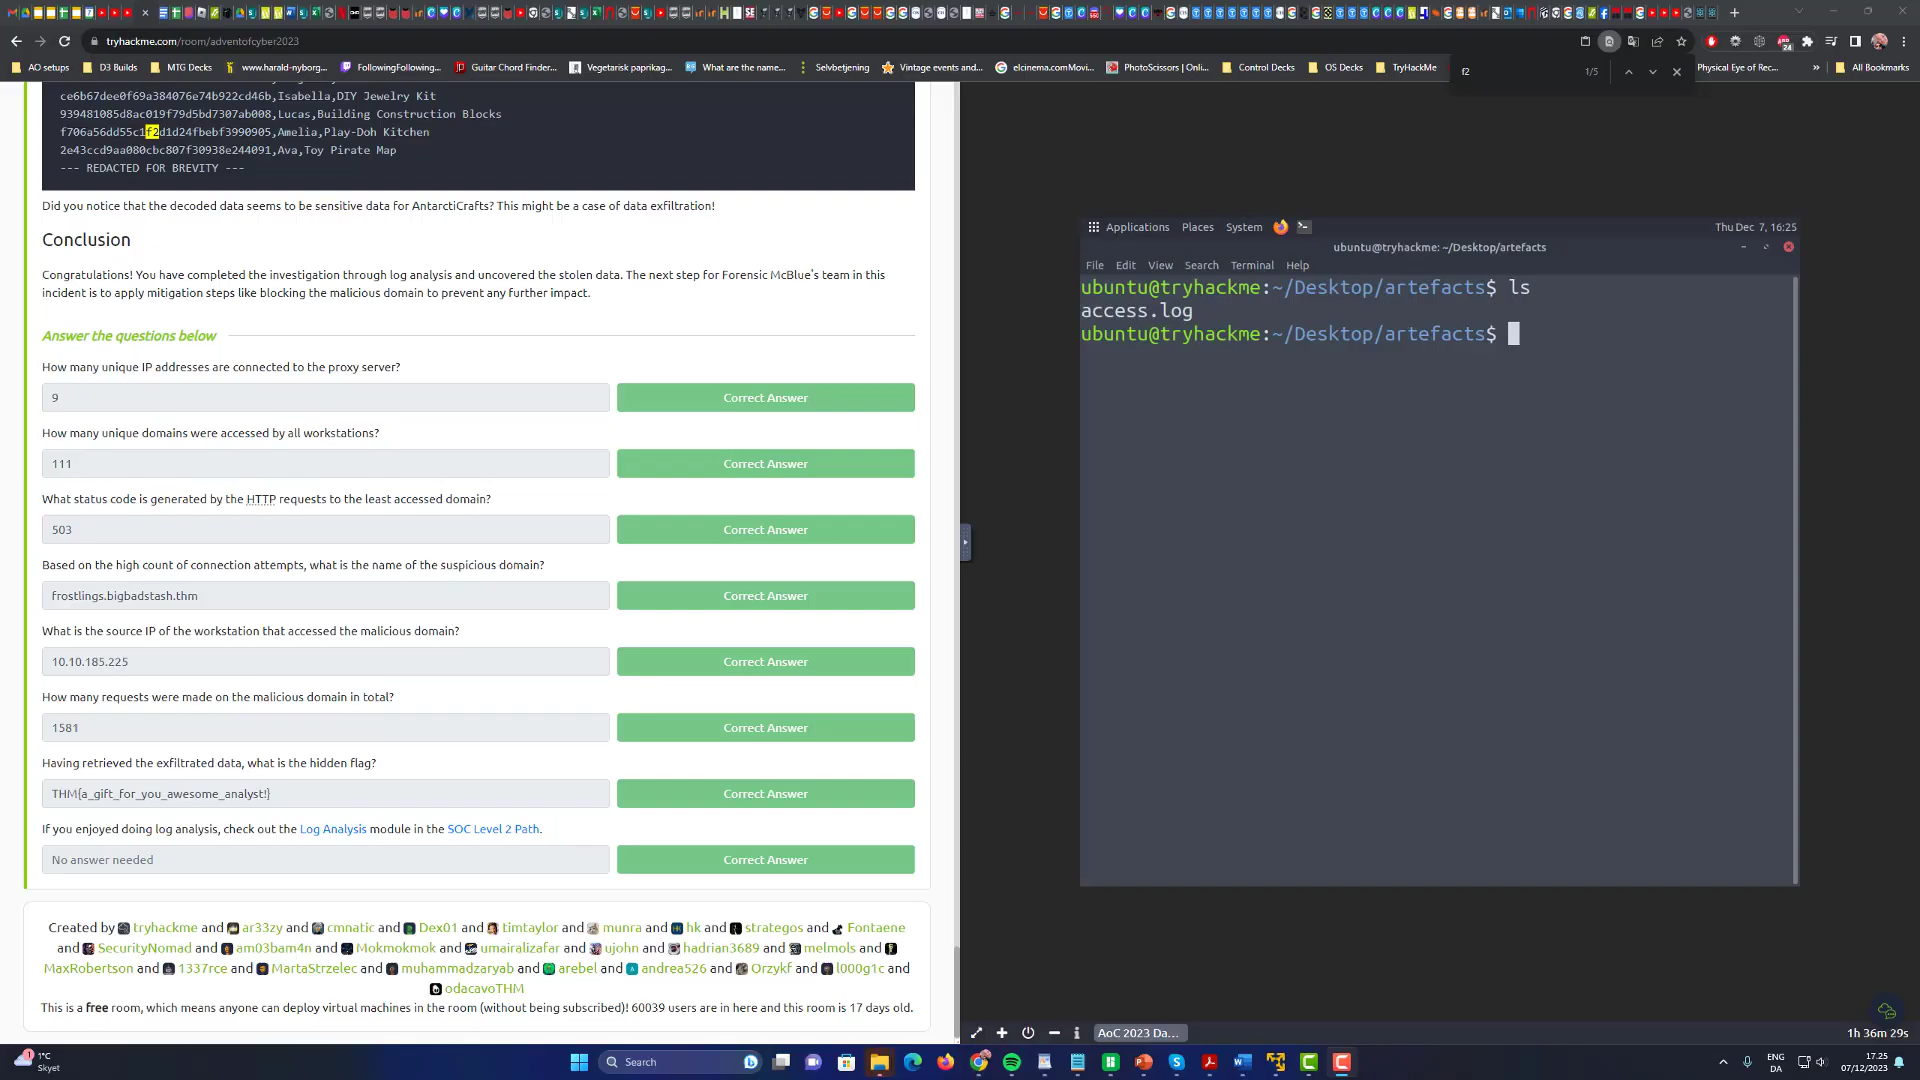 tryhackme.com/room/adventofcyber2023
AO setups
D3 Builds
MTG Decks
www.harald-nyborg...
FollowingFollowing...
Guitar Chord Finder...
Vegetarisk paprikag...
What are the name...
Selvbetjening
Vintage events and...
elcinema.comMovi...
PhotoScissors | Onli...
Control Decks
OS Decks
TryHackMe
f2
1/5
Physical Eye of Rec...
All Bookmarks
ce6b67dee0f69a384076e74b922cd46b,Isabella,DIY Jewelry Kit
939481085d8ac019f79d5bd7307ab008,Lucas,Building Construction Blocks
f706a56dd55c1f2d1d24fbebf3990905,Amelia,Play-Doh Kitchen
2e43ccd9aa080cbc807f30938e244091,Ava,Toy Pirate Map
--- REDACTED FOR BREVITY ---
Did you notice that the decoded data seems to be sensitive data for AntarctiCrafts? This might be a case of data exfiltration!
Conclusion
Congratulations! You have completed the investigation through log analysis and uncovered the stolen data. The next step for Forensic McBlue's team in this
incident is to apply mitigation steps like blocking the malicious domain to prevent any further impact.
Answer the questions below
How many unique IP addresses are connected to the proxy server?
9
Correct Answer
How many unique domains were accessed by all workstations?
111
Correct Answer
What status code is generated by the HTTP requests to the least accessed domain?
503
Correct Answer
Based on the high count of connection attempts, what is the name of the suspicious domain?
frostlings.bigbadstash.thm
Correct Answer
What is the source IP of the workstation that accessed the malicious domain?
10.10.185.225
Correct Answer
How many requests were made on the malicious domain in total?
1581
Correct Answer
Having retrieved the exfiltrated data, what is the hidden flag?
THM{a_gift_for_you_awesome_analyst!}
Correct Answer
If you enjoyed doing log analysis, check out the Log Analysis module in the SOC Level 2 Path.
No answer needed
Correct Answer
Created by tryhackme and ar33zy and cmnatic and Dex01 and timtaylor and munra and hk and strategos and Fontaene
and SecurityNomad and am03bam4n and Mokmokmok and umairalizafar and ujohn and hadrian3689 and melmols and
MaxRobertson and 1337rce and MartaStrzelec and muhammadzaryab and arebel and andrea526 and Orzykf and l000g1c and
odacavoTHM
This is a free room, which means anyone can deploy virtual machines in the room (without being subscribed)! 60039 users are in here and this room is 17 days old.
Applications Places System
Thu Dec 7, 16:25
ubuntu@tryhackme: ~/Desktop/artefacts
File Edit View Search Terminal Help
ubuntu@tryhackme:~/Desktop/artefacts$ ls
access.log
ubuntu@tryhackme:~/Desktop/artefacts$
AoC 2023 Da...
1h 36m 29s
1
1°C
Skyet
Search
ENG
DA
17.25
07/12/2023